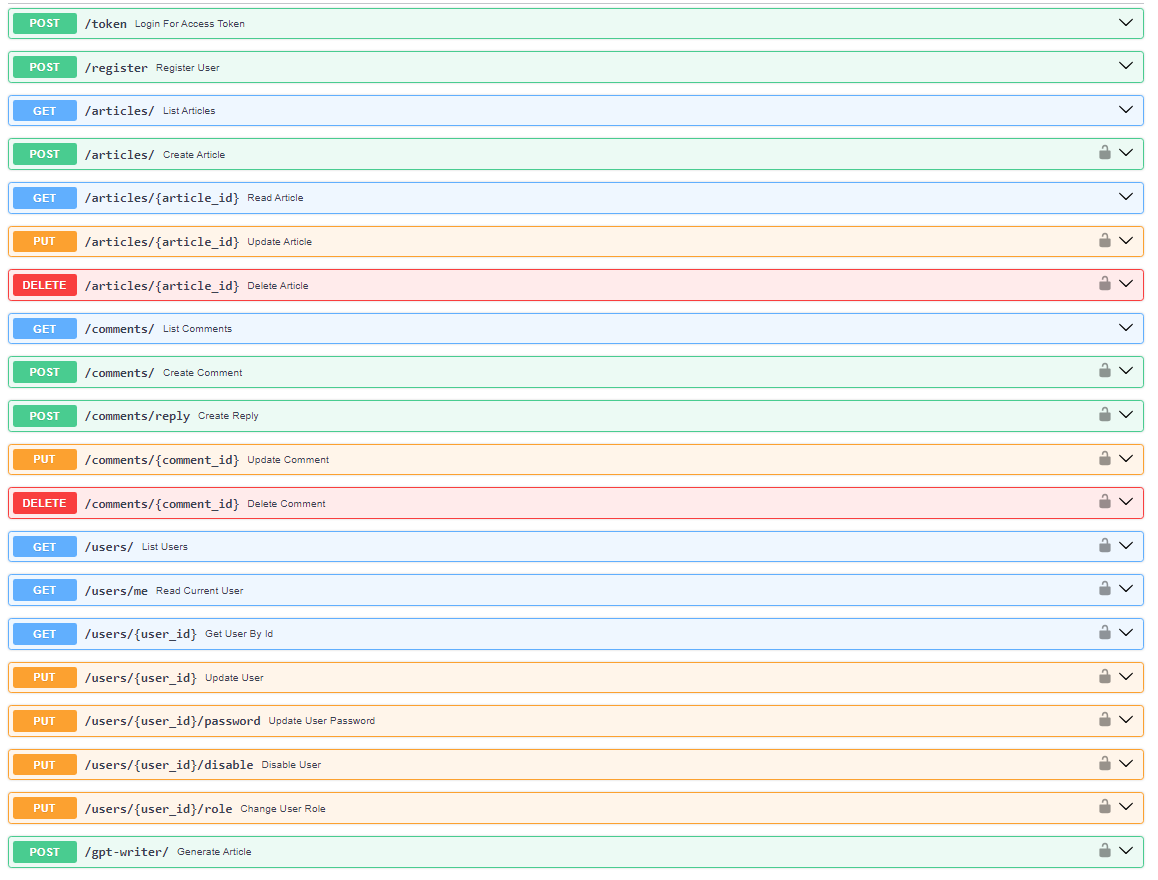 POST /token Login For Access Token
POST /register Register User
GET /articles/ List Articles
POST /articles/ Create Article
GET /articles/{article_id} Read Article
PUT /articles/{article_id} Update Article
DELETE /articles/{article_id} Delete Article
GET /comments/ List Comments
POST /comments/ Create Comment
POST /comments/reply Create Reply
PUT /comments/{comment_id} Update Comment
DELETE /comments/{comment_id} Delete Comment
GET /users/ List Users
GET /users/me Read Current User
GET /users/{user_id} Get User By Id
PUT /users/{user_id} Update User
PUT /users/{user_id}/password Update User Password
PUT /users/{user_id}/disable Disable User
PUT /users/{user_id}/role Change User Role
POST /gpt-writer/ Generate Article